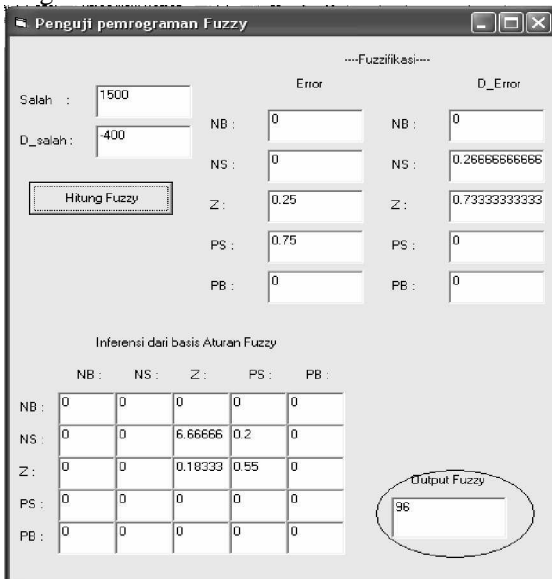 Penguji pemrograman Fuzzy
----Fuzzifikasi----
Error D_Error
Salah : 1500
D_salah : -400
Hitung Fuzzy
NB : 0 NB : 0
NS : 0 NS : 0.26666666666
Z : 0.25 Z : 0.73333333333
PS : 0.75 PS : 0
PB : 0 PB : 0
Inferensi dari basis Aturan Fuzzy
NB : NS : Z : PS : PB :
NB : 0 0 0 0 0
NS : 0 0 6.66666 0.2 0
Z : 0 0 0.18333 0.55 0
PS : 0 0 0 0 0
PB : 0 0 0 0 0
Output Fuzzy
96